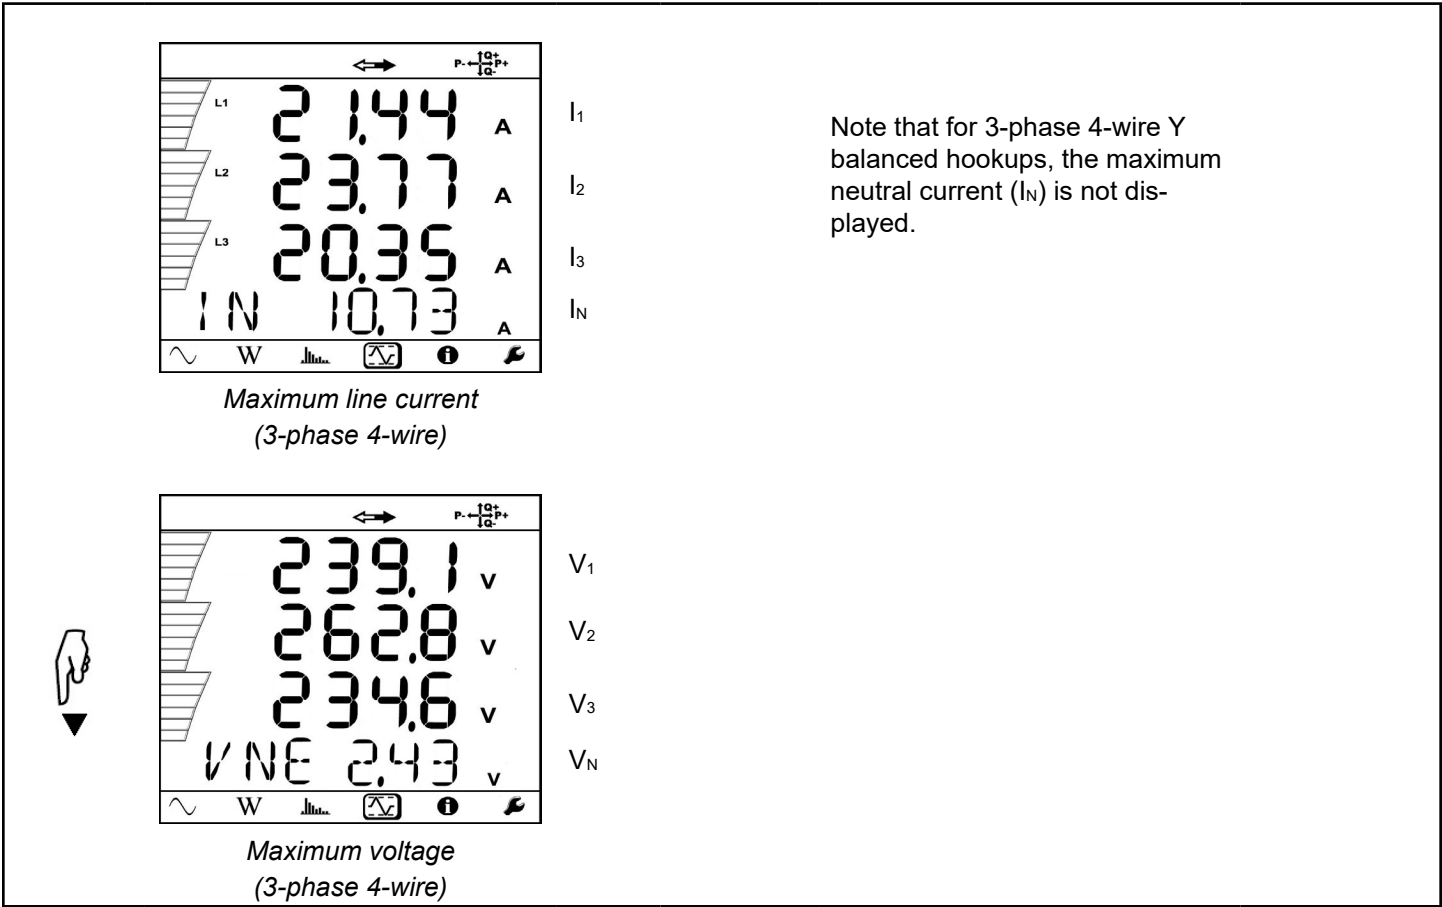 P- Q+ P+ Q-
L1 21.44 A I1
L2 23.77 A I2
L3 20.35 A I3
IN 10.73 A IN
W i
Maximum line current
(3-phase 4-wire)
Note that for 3-phase 4-wire Y
balanced hookups, the maximum
neutral current (IN) is not dis-
played.
P- Q+ P+ Q-
239.1 V V1
262.8 V V2
234.6 V V3
VNE 2.43 V VN
W i
Maximum voltage
(3-phase 4-wire)